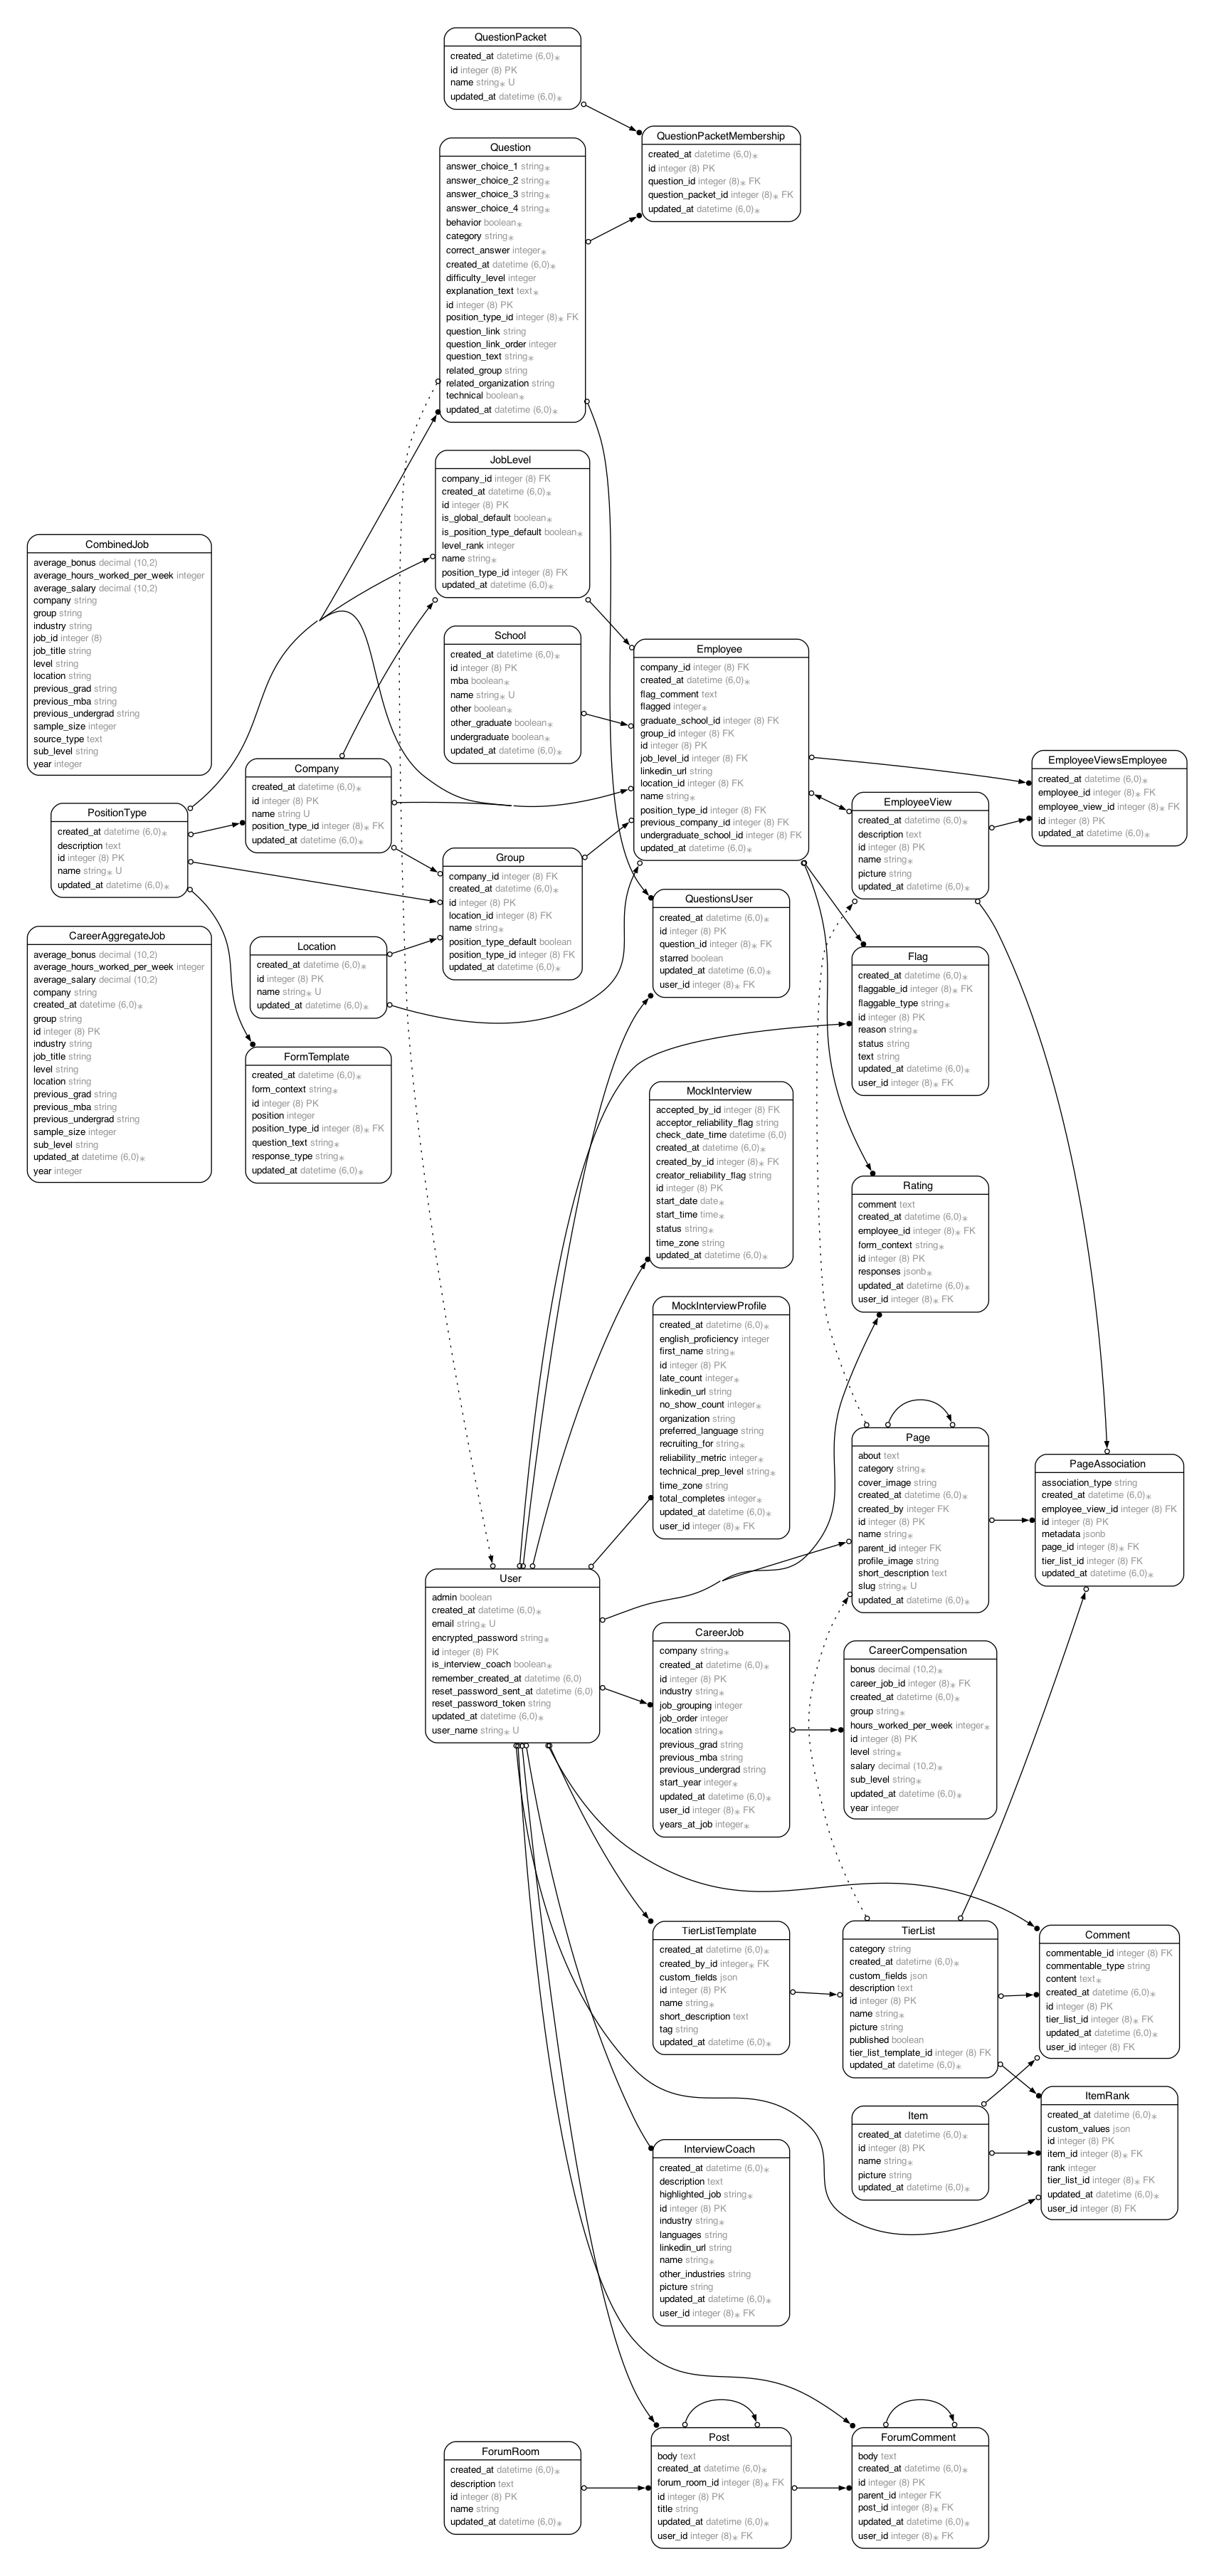 QuestionPacket
created_at datetime (6,0)∗
id integer (8) PK
name string∗ U
updated_at datetime (6,0)∗
QuestionPacketMembership
created_at datetime (6,0)∗
id integer (8) PK
question_id integer (8)∗ FK
question_packet_id integer (8)∗ FK
updated_at datetime (6,0)∗
Question
answer_choice_1 string∗
answer_choice_2 string∗
answer_choice_3 string∗
answer_choice_4 string∗
behavior boolean∗
category string∗
correct_answer integer∗
created_at datetime (6,0)∗
difficulty_level integer
explanation_text text∗
id integer (8) PK
position_type_id integer (8)∗ FK
question_link string
question_link_order integer
question_text string∗
related_group string
related_organization string
technical boolean∗
updated_at datetime (6,0)∗
JobLevel
company_id integer (8) FK
created_at datetime (6,0)∗
id integer (8) PK
is_global_default boolean∗
is_position_type_default boolean∗
level_rank integer
name string∗
position_type_id integer (8) FK
updated_at datetime (6,0)∗
CombinedJob
average_bonus decimal (10,2)
average_hours_worked_per_week integer
average_salary decimal (10,2)
company string
group string
industry string
job_id integer (8)
job_title string
level string
location string
previous_grad string
previous_mba string
previous_undergrad string
sample_size integer
source_type text
sub_level string
year integer
School
created_at datetime (6,0)∗
id integer (8) PK
mba boolean∗
name string∗ U
other boolean∗
other_graduate boolean∗
undergraduate boolean∗
updated_at datetime (6,0)∗
Employee
company_id integer (8) FK
created_at datetime (6,0)∗
flag_comment text
flagged integer∗
graduate_school_id integer (8) FK
group_id integer (8) FK
id integer (8) PK
job_level_id integer (8) FK
linkedin_url string
location_id integer (8) FK
name string∗
position_type_id integer (8) FK
previous_company_id integer (8) FK
undergraduate_school_id integer (8) FK
updated_at datetime (6,0)∗
EmployeeViewsEmployee
created_at datetime (6,0)∗
employee_id integer (8)∗ FK
employee_view_id integer (8)∗ FK
id integer (8) PK
updated_at datetime (6,0)∗
Company
created_at datetime (6,0)∗
id integer (8) PK
name string U
position_type_id integer (8)∗ FK
updated_at datetime (6,0)∗
EmployeeView
created_at datetime (6,0)∗
description text
id integer (8) PK
name string∗
picture string
updated_at datetime (6,0)∗
PositionType
created_at datetime (6,0)∗
description text
id integer (8) PK
name string∗ U
updated_at datetime (6,0)∗
Group
company_id integer (8) FK
created_at datetime (6,0)∗
id integer (8) PK
location_id integer (8) FK
name string∗
position_type_default boolean
position_type_id integer (8) FK
updated_at datetime (6,0)∗
QuestionsUser
created_at datetime (6,0)∗
id integer (8) PK
question_id integer (8)∗ FK
starred boolean
updated_at datetime (6,0)∗
user_id integer (8)∗ FK
CareerAggregateJob
average_bonus decimal (10,2)
average_hours_worked_per_week integer
average_salary decimal (10,2)
company string
created_at datetime (6,0)∗
group string
id integer (8) PK
industry string
job_title string
level string
location string
previous_grad string
previous_mba string
previous_undergrad string
sample_size integer
sub_level string
updated_at datetime (6,0)∗
year integer
Location
created_at datetime (6,0)∗
id integer (8) PK
name string∗ U
updated_at datetime (6,0)∗
Flag
created_at datetime (6,0)∗
flaggable_id integer (8)∗ FK
flaggable_type string∗
id integer (8) PK
reason string∗
status string
text string
updated_at datetime (6,0)∗
user_id integer (8)∗ FK
FormTemplate
created_at datetime (6,0)∗
form_context string∗
id integer (8) PK
position integer
position_type_id integer (8)∗ FK
question_text string∗
response_type string∗
updated_at datetime (6,0)∗
MockInterview
accepted_by_id integer (8) FK
acceptor_reliability_flag string
check_date_time datetime (6,0)
created_at datetime (6,0)∗
created_by_id integer (8)∗ FK
creator_reliability_flag string
id integer (8) PK
start_date date∗
start_time time∗
status string∗
time_zone string
updated_at datetime (6,0)∗
Rating
comment text
created_at datetime (6,0)∗
employee_id integer (8)∗ FK
form_context string∗
id integer (8) PK
responses jsonb∗
updated_at datetime (6,0)∗
user_id integer (8)∗ FK
MockInterviewProfile
created_at datetime (6,0)∗
english_proficiency integer
first_name string∗
id integer (8) PK
late_count integer∗
linkedin_url string
no_show_count integer∗
organization string
preferred_language string
recruiting_for string∗
reliability_metric integer∗
technical_prep_level string∗
time_zone string
total_completes integer∗
updated_at datetime (6,0)∗
user_id integer (8)∗ FK
Page
about text
category string∗
cover_image string
created_at datetime (6,0)∗
created_by integer FK
id integer (8) PK
name string∗
parent_id integer FK
profile_image string
short_description text
slug string∗ U
updated_at datetime (6,0)∗
PageAssociation
association_type string
created_at datetime (6,0)∗
employee_view_id integer (8) FK
id integer (8) PK
metadata jsonb
page_id integer (8)∗ FK
tier_list_id integer (8) FK
updated_at datetime (6,0)∗
User
admin boolean
created_at datetime (6,0)∗
email string∗ U
encrypted_password string∗
id integer (8) PK
is_interview_coach boolean∗
remember_created_at datetime (6,0)
reset_password_sent_at datetime (6,0)
reset_password_token string
updated_at datetime (6,0)∗
user_name string∗ U
CareerJob
company string∗
created_at datetime (6,0)∗
id integer (8) PK
industry string∗
job_grouping integer
job_order integer
location string∗
previous_grad string
previous_mba string
previous_undergrad string
start_year integer∗
updated_at datetime (6,0)∗
user_id integer (8)∗ FK
years_at_job integer∗
CareerCompensation
bonus decimal (10,2)∗
career_job_id integer (8)∗ FK
created_at datetime (6,0)∗
group string∗
hours_worked_per_week integer∗
id integer (8) PK
level string∗
salary decimal (10,2)∗
sub_level string∗
updated_at datetime (6,0)∗
year integer
TierListTemplate
created_at datetime (6,0)∗
created_by_id integer∗ FK
custom_fields json
id integer (8) PK
name string∗
short_description text
tag string
updated_at datetime (6,0)∗
TierList
category string
created_at datetime (6,0)∗
custom_fields json
description text
id integer (8) PK
name string∗
picture string
published boolean
tier_list_template_id integer (8) FK
updated_at datetime (6,0)∗
Comment
commentable_id integer (8) FK
commentable_type string
content text∗
created_at datetime (6,0)∗
id integer (8) PK
tier_list_id integer (8)∗ FK
updated_at datetime (6,0)∗
user_id integer (8) FK
Item
created_at datetime (6,0)∗
id integer (8) PK
name string∗
picture string
updated_at datetime (6,0)∗
ItemRank
created_at datetime (6,0)∗
custom_values json
id integer (8) PK
item_id integer (8)∗ FK
rank integer
tier_list_id integer (8)∗ FK
updated_at datetime (6,0)∗
user_id integer (8) FK
InterviewCoach
created_at datetime (6,0)∗
description text
highlighted_job string∗
id integer (8) PK
industry string∗
languages string
linkedin_url string
name string∗
other_industries string
picture string
updated_at datetime (6,0)∗
user_id integer (8)∗ FK
ForumRoom
created_at datetime (6,0)∗
description text
id integer (8) PK
name string
updated_at datetime (6,0)∗
Post
body text
created_at datetime (6,0)∗
forum_room_id integer (8)∗ FK
id integer (8) PK
title string
updated_at datetime (6,0)∗
user_id integer (8)∗ FK
ForumComment
body text
created_at datetime (6,0)∗
id integer (8) PK
parent_id integer FK
post_id integer (8)∗ FK
updated_at datetime (6,0)∗
user_id integer (8)∗ FK